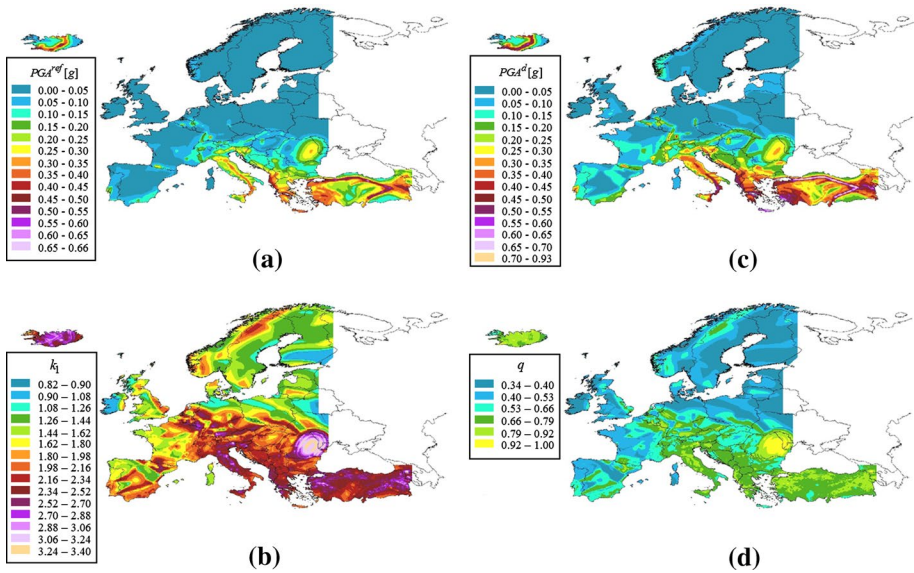 PGA^ref [g]
0.00 - 0.05
0.05 - 0.10
0.10 - 0.15
0.15 - 0.20
0.20 - 0.25
0.25 - 0.30
0.30 - 0.35
0.35 - 0.40
0.40 - 0.45
0.45 - 0.50
0.50 - 0.55
0.55 - 0.60
0.60 - 0.65
0.65 - 0.66
(a)
PGA^d [g]
0.00 - 0.05
0.05 - 0.10
0.10 - 0.15
0.15 - 0.20
0.20 - 0.25
0.25 - 0.30
0.30 - 0.35
0.35 - 0.40
0.40 - 0.45
0.45 - 0.50
0.50 - 0.55
0.55 - 0.60
0.60 - 0.65
0.65 - 0.70
0.70 - 0.93
(c)
k₁
0.82 – 0.90
0.90 – 1.08
1.08 – 1.26
1.26 – 1.44
1.44 – 1.62
1.62 – 1.80
1.80 – 1.98
1.98 – 2.16
2.16 – 2.34
2.34 – 2.52
2.52 – 2.70
2.70 – 2.88
2.88 – 3.06
3.06 – 3.24
3.24 – 3.40
(b)
q
0.34 – 0.40
0.40 – 0.53
0.53 – 0.66
0.66 – 0.79
0.79 – 0.92
0.92 – 1.00
(d)